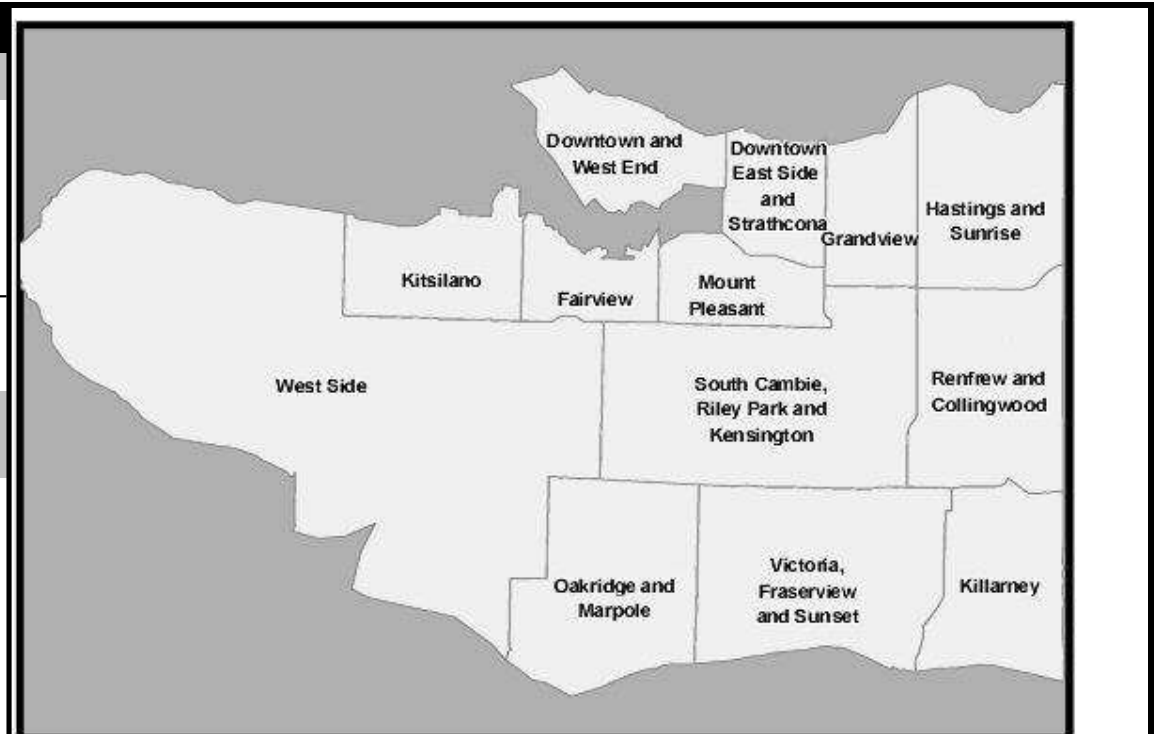 Downtown and
West End
Downtown
East Side
and
Strathcona
Grandview
Hastings and
Sunrise
Kitsilano
Fairview
Mount
Pleasant
West Side
South Cambie,
Riley Park and
Kensington
Renfrew and
Collingwood
Oakridge and
Marpole
Victoria,
Fraserview
and Sunset
Killarney